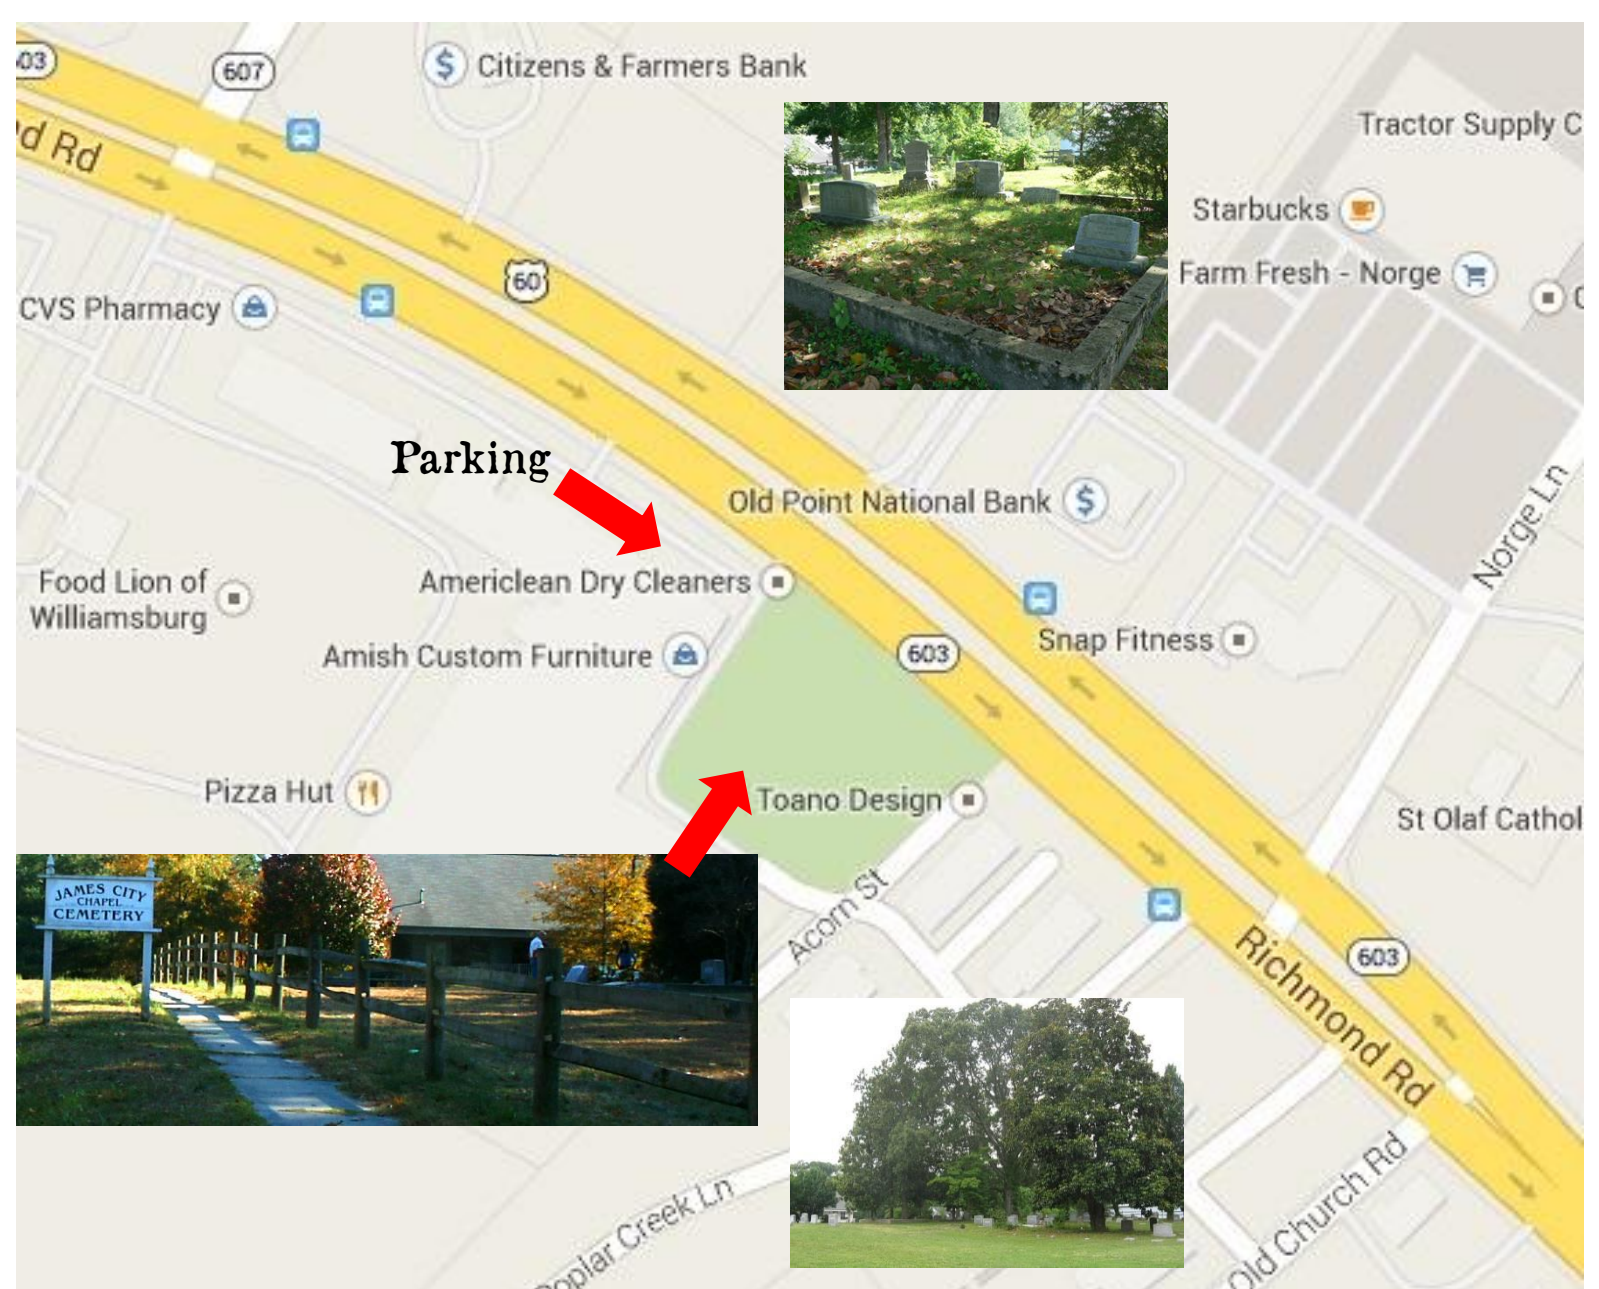 607
$ Citizens & Farmers Bank
Tractor Supply C
Rd
Starbucks
60
Farm Fresh - Norge
CVS Pharmacy
Parking
Old Point National Bank $
Norge Ln
Americlean Dry Cleaners
Food Lion of
Williamsburg
603
Snap Fitness
Amish Custom Furniture
Pizza Hut
Toano Design
St Olaf Cathol
JAMES CITY
CHAPEL
CEMETERY
Acorn St
Richmond Rd
603
Poplar Creek Ln
Old Church Rd